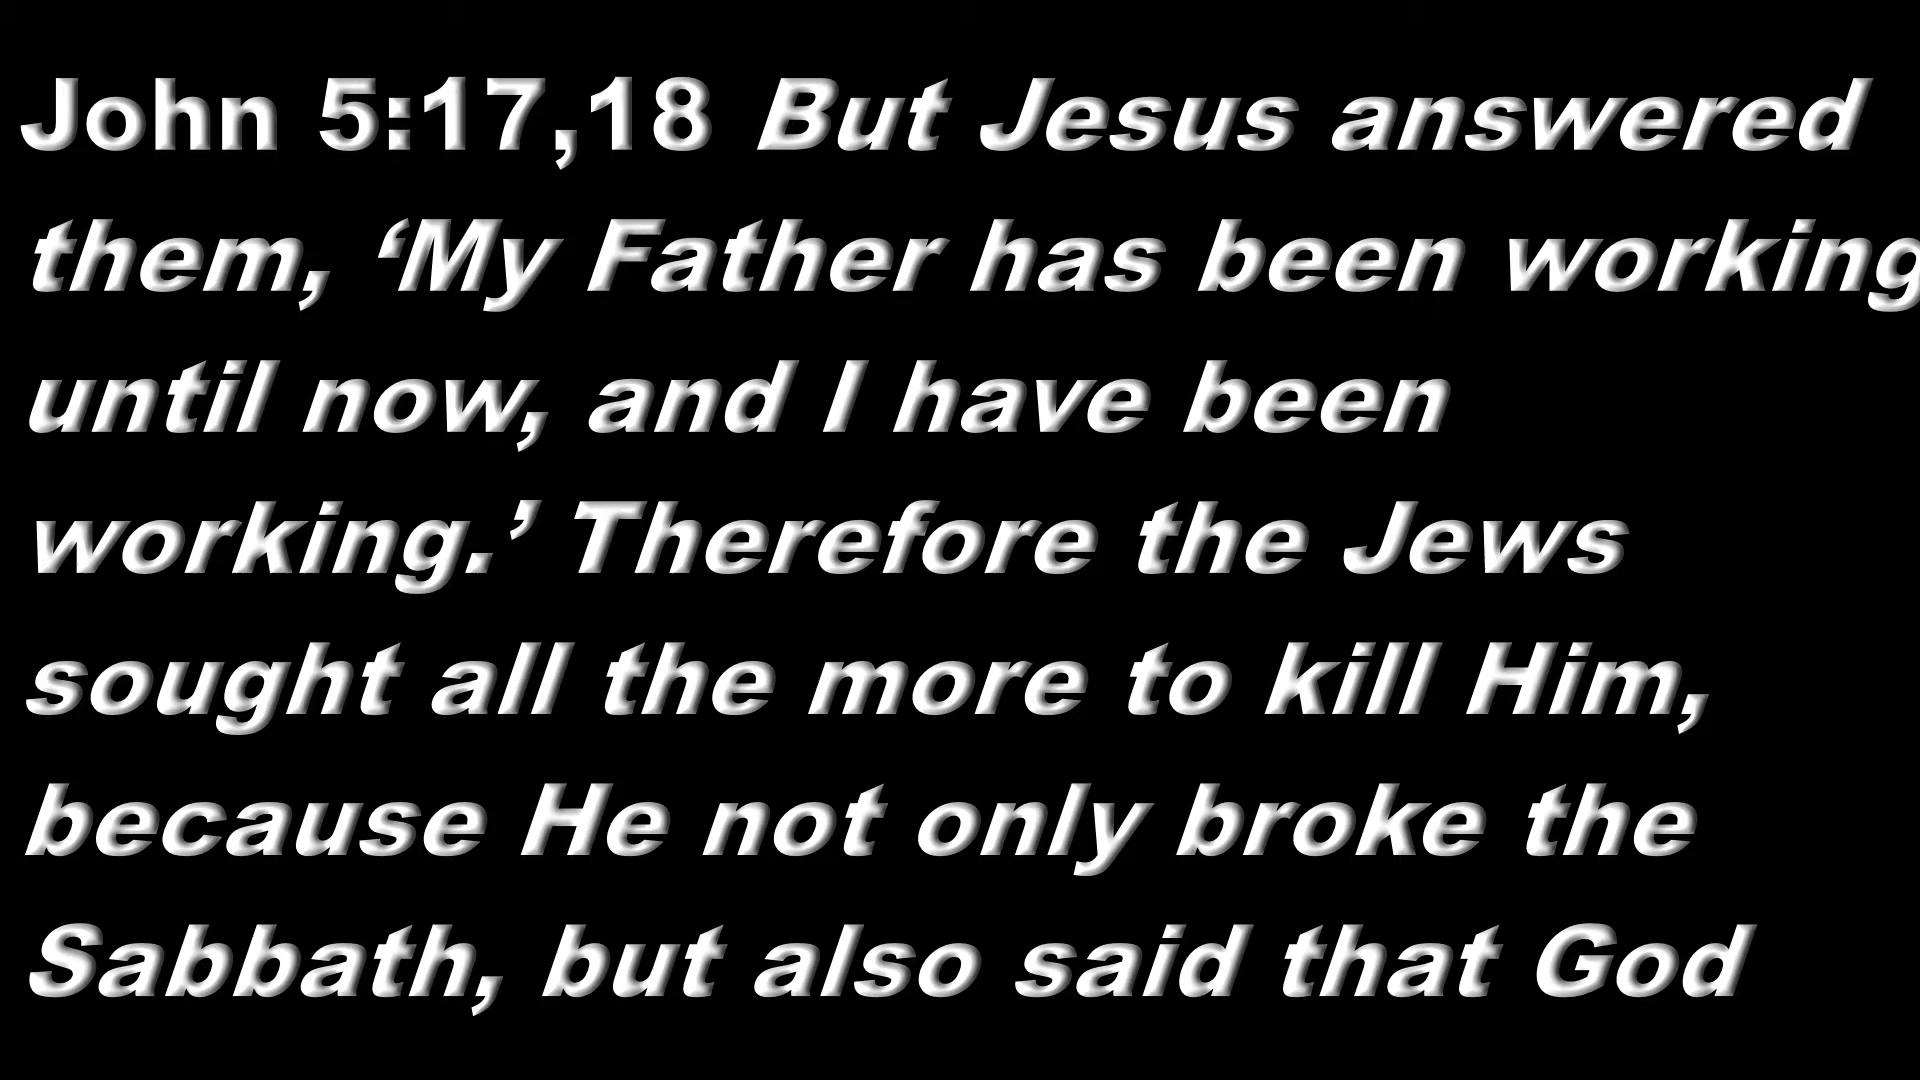 John 5:17,18 But Jesus answered
them, ‘My Father has been working
until now, and I have been
working.’ Therefore the Jews
sought all the more to kill Him,
because He not only broke the
Sabbath, but also said that God